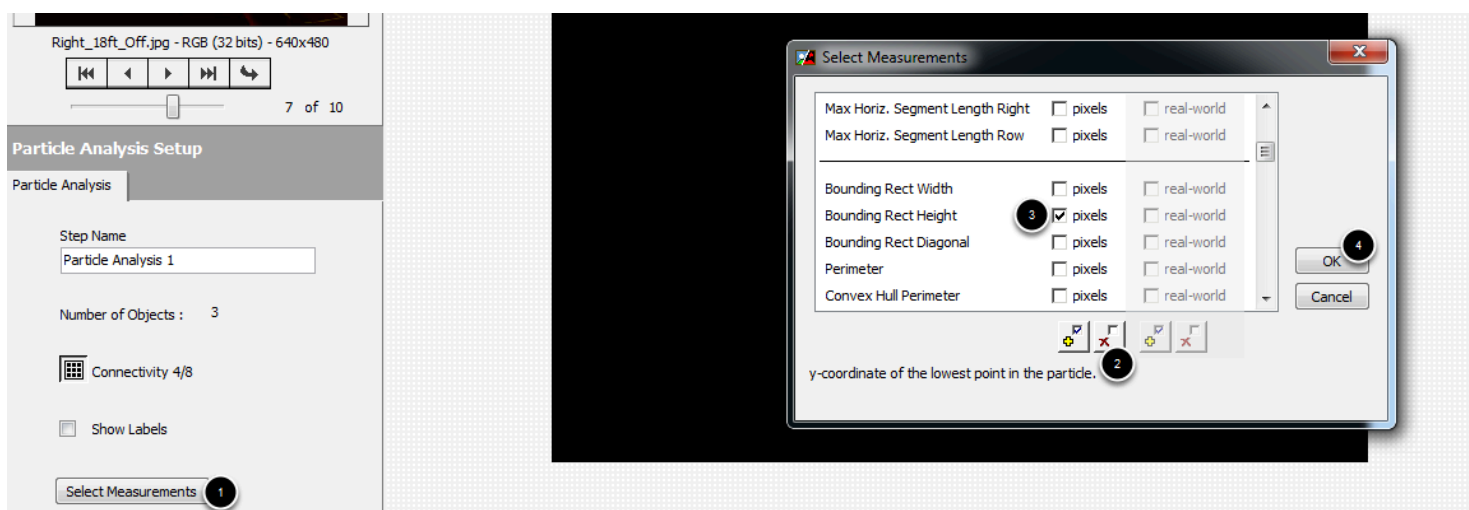 Right_18ft_Off.jpg - RGB (32 bits) - 640x480
7 of 10
Particle Analysis Setup
Particle Analysis
Step Name
Particle Analysis 1
Number of Objects : 3
Connectivity 4/8
Show Labels
Select Measurements 1
Select Measurements
Max Horiz. Segment Length Right pixels real-world
Max Horiz. Segment Length Row pixels real-world
Bounding Rect Width pixels real-world
Bounding Rect Height 3 pixels real-world
Bounding Rect Diagonal pixels real-world
Perimeter pixels real-world
Convex Hull Perimeter pixels real-world
OK 4
Cancel
2
y-coordinate of the lowest point in the particle.